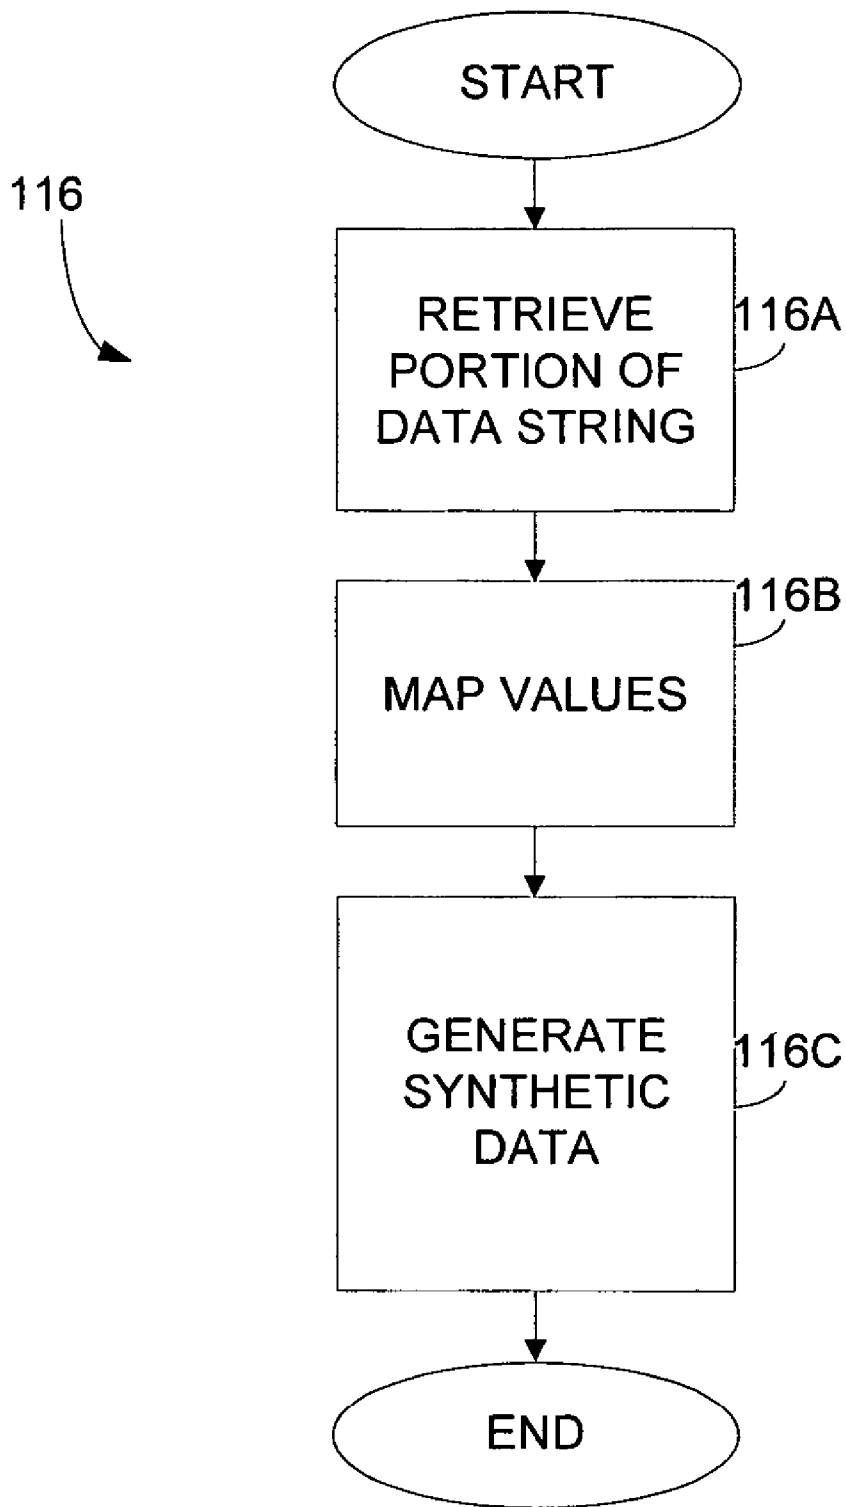 START
116
RETRIEVE
PORTION OF
DATA STRING
116A
MAP VALUES
116B
GENERATE
SYNTHETIC
DATA
116C
END